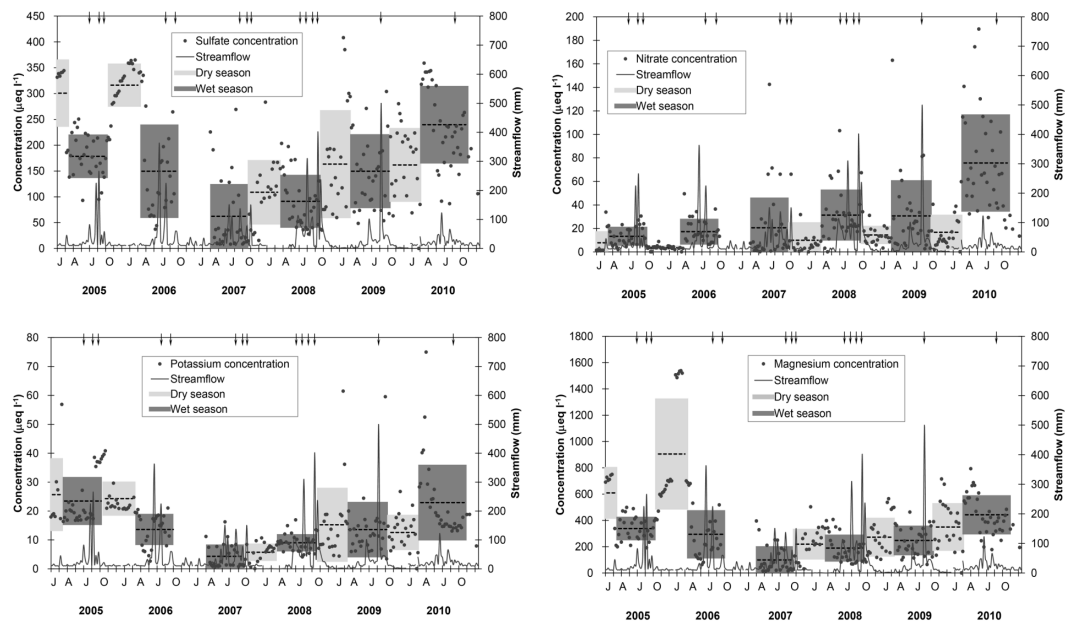 Concentration (µeq l⁻¹)
450
400
350
300
250
200
150
100
50
0
Sulfate concentration
Streamflow
Dry season
Wet season
800
700
600
500
400
300
200
100
0
Streamflow (mm)
J A J O J A J O J A J O J A J O J A J O J A J O
2005 2006 2007 2008 2009 2010
Concentration (µeq l⁻¹)
200
180
160
140
120
100
80
60
40
20
0
Nitrate concentration
Streamflow
Dry season
Wet season
800
700
600
500
400
300
200
100
0
Streamflow (mm)
J A J O J A J O J A J O J A J O J A J O J A J O
2005 2006 2007 2008 2009 2010
Concentration (µeq l⁻¹)
80
70
60
50
40
30
20
10
0
Potassium concentration
Streamflow
Dry season
Wet season
800
700
600
500
400
300
200
100
0
Streamflow (mm)
J A J O J A J O J A J O J A J O J A J O J A J O
2005 2006 2007 2008 2009 2010
Concentration (µeq l⁻¹)
1800
1600
1400
1200
1000
800
600
400
200
0
Magnesium concentration
Streamflow
Dry season
Wet season
800
700
600
500
400
300
200
100
0
Streamflow (mm)
J A J O J A J O J A J O J A J O J A J O J A J O
2005 2006 2007 2008 2009 2010